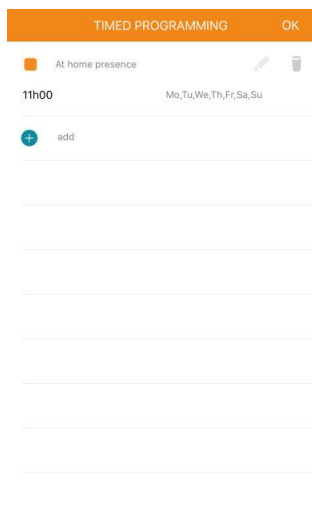 TIMED PROGRAMMING OK
At home presence
11h00 Mo,Tu,We,Th,Fr,Sa,Su
add